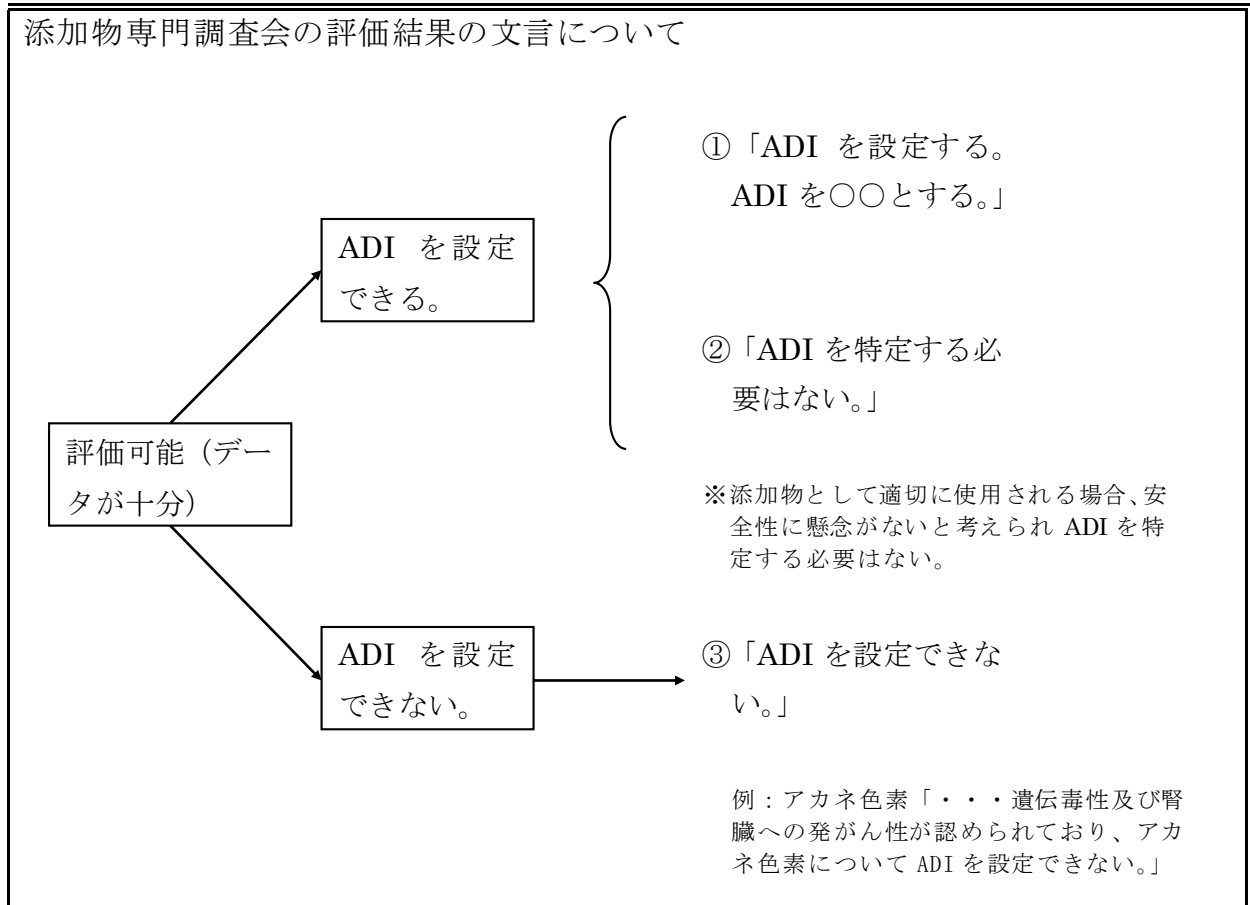 添加物専門調査会の評価結果の文言について
①「ADI を設定する。
ADI を○○とする。」
ADI を設定
できる。
②「ADI を特定する必
要はない。」
評価可能（デー
タが十分）
※添加物として適切に使用される場合、安
全性に懸念がないと考えられ ADI を特
定する必要はない。
ADI を設定
できない。
③「ADI を設定できな
い。」
例：アカネ色素「・・・遺伝毒性及び腎
臓への発がん性が認められており、アカ
ネ色素について ADI を設定できない。」